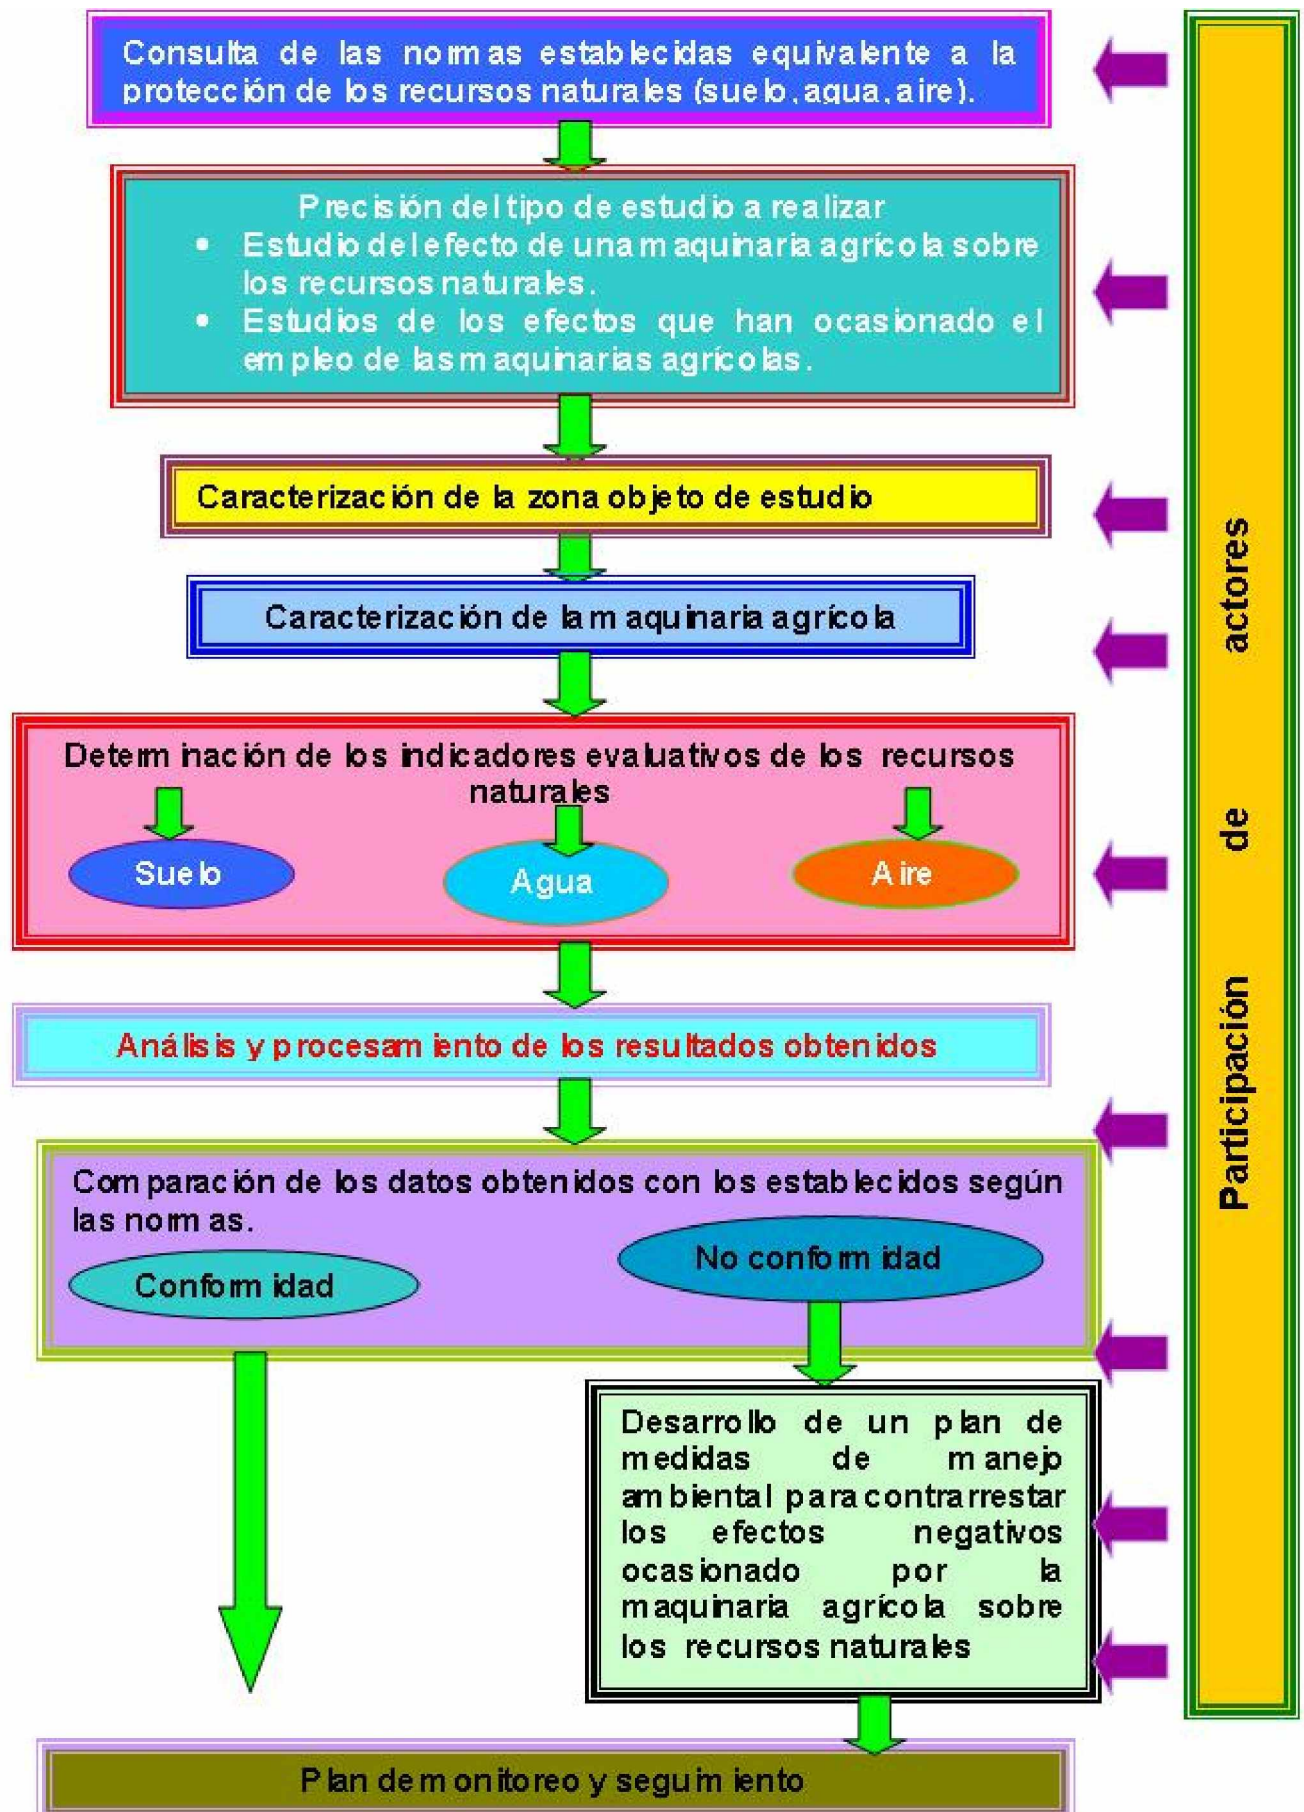 Consulta de las normas establecidas equivalente a la
protección de los recursos naturales (suelo, agua, aire).
Precisión del tipo de estudio a realizar
• Estudio del efecto de una maquinaria agrícola sobre
los recursos naturales.
• Estudios de los efectos que han ocasionado el
empleo de las maquinarias agrícolas.
Caracterización de la zona objeto de estudio
Caracterización de la maquinaria agrícola
Determinación de los indicadores evaluativos de los recursos
naturales
Suelo
Agua
Aire
Análisis y procesamiento de los resultados obtenidos
Comparación de los datos obtenidos con los establecidos según
las normas.
Conformidad
No conformidad
Desarrollo de un plan de
medidas de manejo
ambiental para contrarrestar
los efectos negativos
ocasionado por la
maquinaria agrícola sobre
los recursos naturales
Plan de monitoreo y seguimiento
Participación de actores